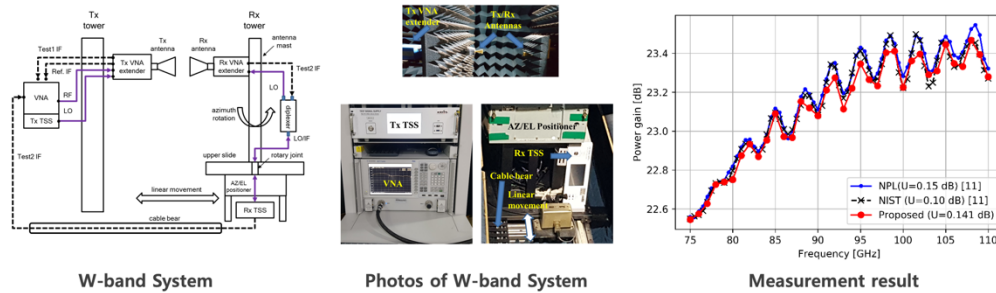 Tx
tower
Rx
tower
Test1 IF
Tx
antenna
Rx
antenna
antenna
mast
Ref. IF
Tx VNA
extender
Rx VNA
extender
Test2 IF
VNA
RF
LO
LO
Tx TSS
azimuth
rotation
diplexer
LO/IF
Test2 IF
upper slide
rotary joint
linear movement
AZ/EL
positioner
Rx TSS
cable bear
W-band System
Tx VNA
extender
Tx/Rx
Antennas
Tx TSS
VNA
AZ/EL Positioner
Rx TSS
Cable bear
Linear
movement
Photos of W-band System
Power gain [dB]
23.4
23.2
23.0
22.8
22.6
NPL(U=0.15 dB) [11]
NIST (U=0.10 dB) [11]
Proposed (U=0.141 dB)
75 80 85 90 95 100 105 110
Frequency [GHz]
Measurement result